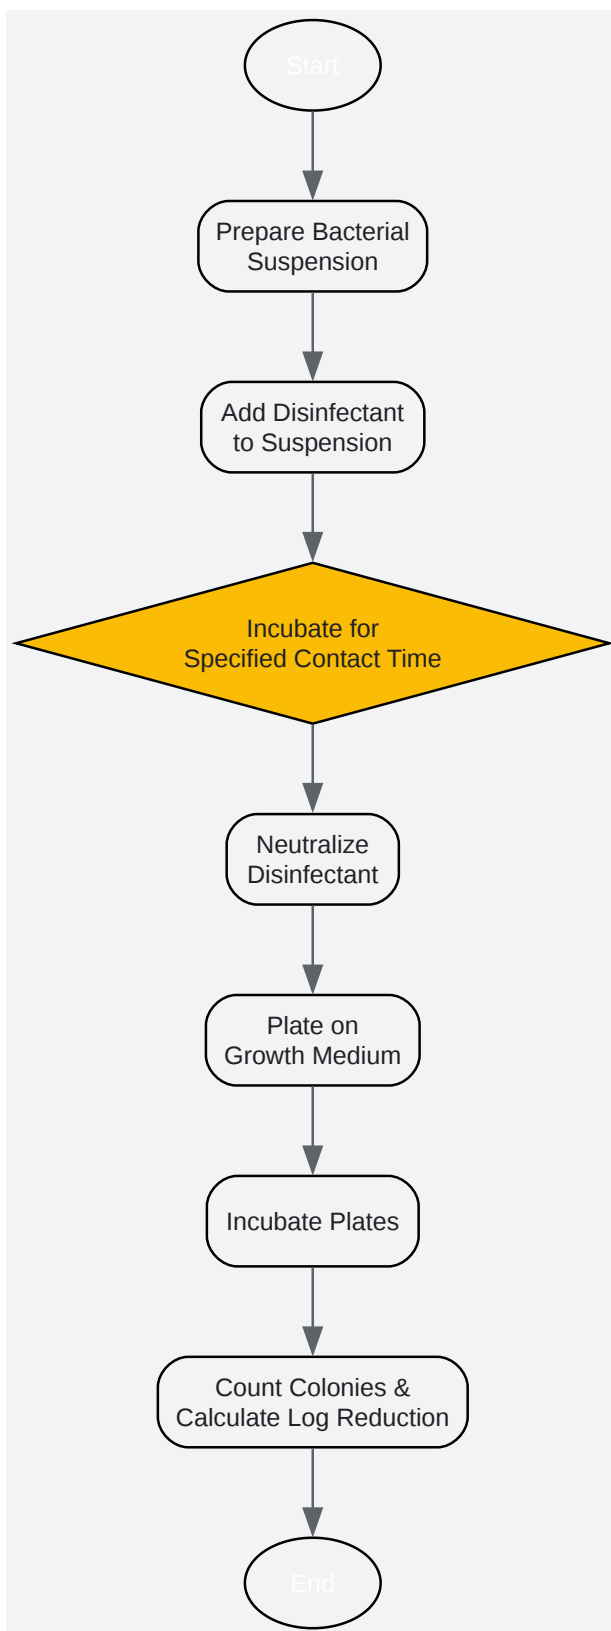 Start
Prepare Bacterial
Suspension
Add Disinfectant
to Suspension
Incubate for
Specified Contact Time
Neutralize
Disinfectant
Plate on
Growth Medium
Incubate Plates
Count Colonies &
Calculate Log Reduction
End